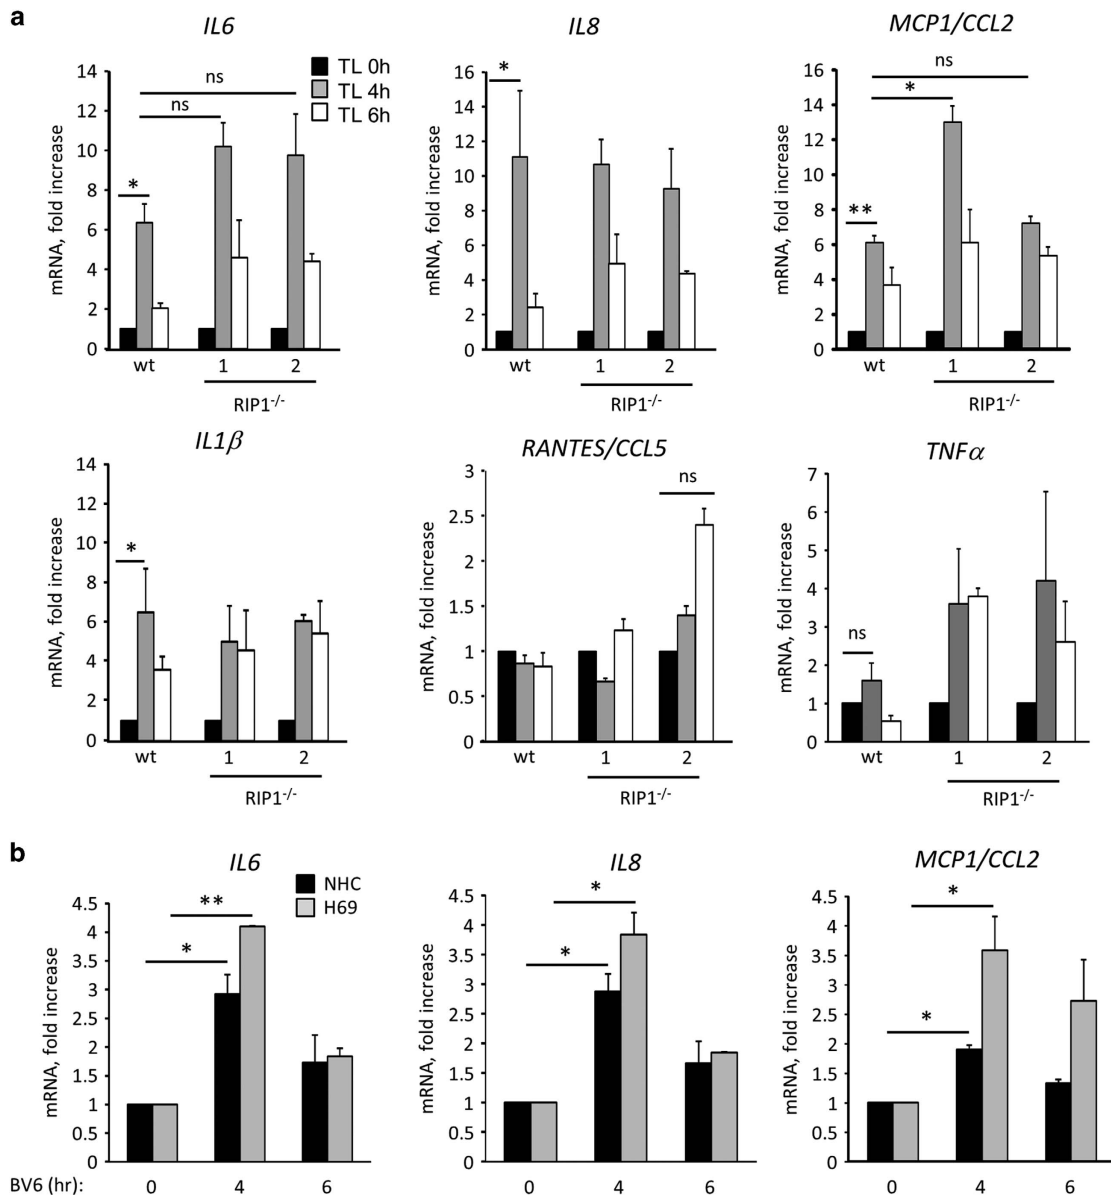 a
IL6
IL8
MCP1/CCL2
TL 0h
TL 4h
TL 6h
mRNA, fold increase
14
12
10
8
6
4
2
0
*
ns
ns
wt
1
2
RIP1-/-
mRNA, fold increase
16
14
12
10
8
6
4
2
0
*
wt
1
2
RIP1-/-
mRNA, fold increase
16
14
12
10
8
6
4
2
0
**
*
ns
wt
1
2
RIP1-/-
IL1β
RANTES/CCL5
TNFα
mRNA, fold increase
14
12
10
8
6
4
2
0
*
wt
1
2
RIP1-/-
mRNA, fold increase
3
2.5
2
1.5
1
0.5
0
ns
wt
1
2
RIP1-/-
mRNA, fold increase
7
6
5
4
3
2
1
0
ns
wt
1
2
RIP1-/-
b
IL6
IL8
MCP1/CCL2
NHC
H69
mRNA, fold increase
4.5
4
3.5
3
2.5
2
1.5
1
0.5
0
**
*
mRNA, fold increase
4.5
4
3.5
3
2.5
2
1.5
1
0.5
0
*
*
mRNA, fold increase
4.5
4
3.5
3
2.5
2
1.5
1
0.5
0
*
*
BV6 (hr): 0 4 6 0 4 6 0 4 6